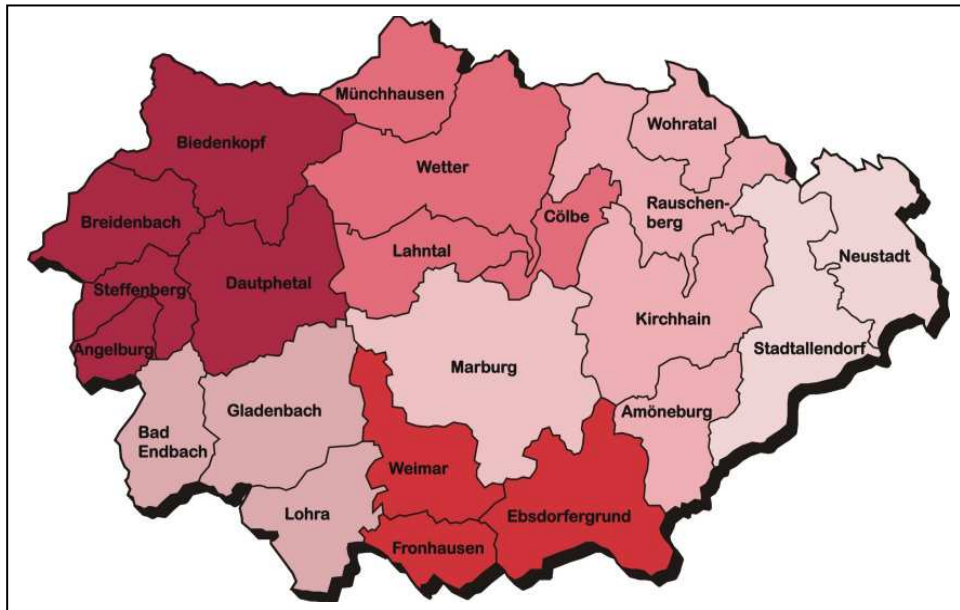 Münchhausen
Wohratal
Biedenkopf
Wetter
Rauschen-
berg
Cölbe
Breidenbach
Neustadt
Lahntal
Dautphetal
Steffenberg
Kirchhain
Angelburg
Stadtallendorf
Marburg
Gladenbach
Amöneburg
Bad
Endbach
Weimar
Lohra
Ebsdorfergrund
Fronhausen